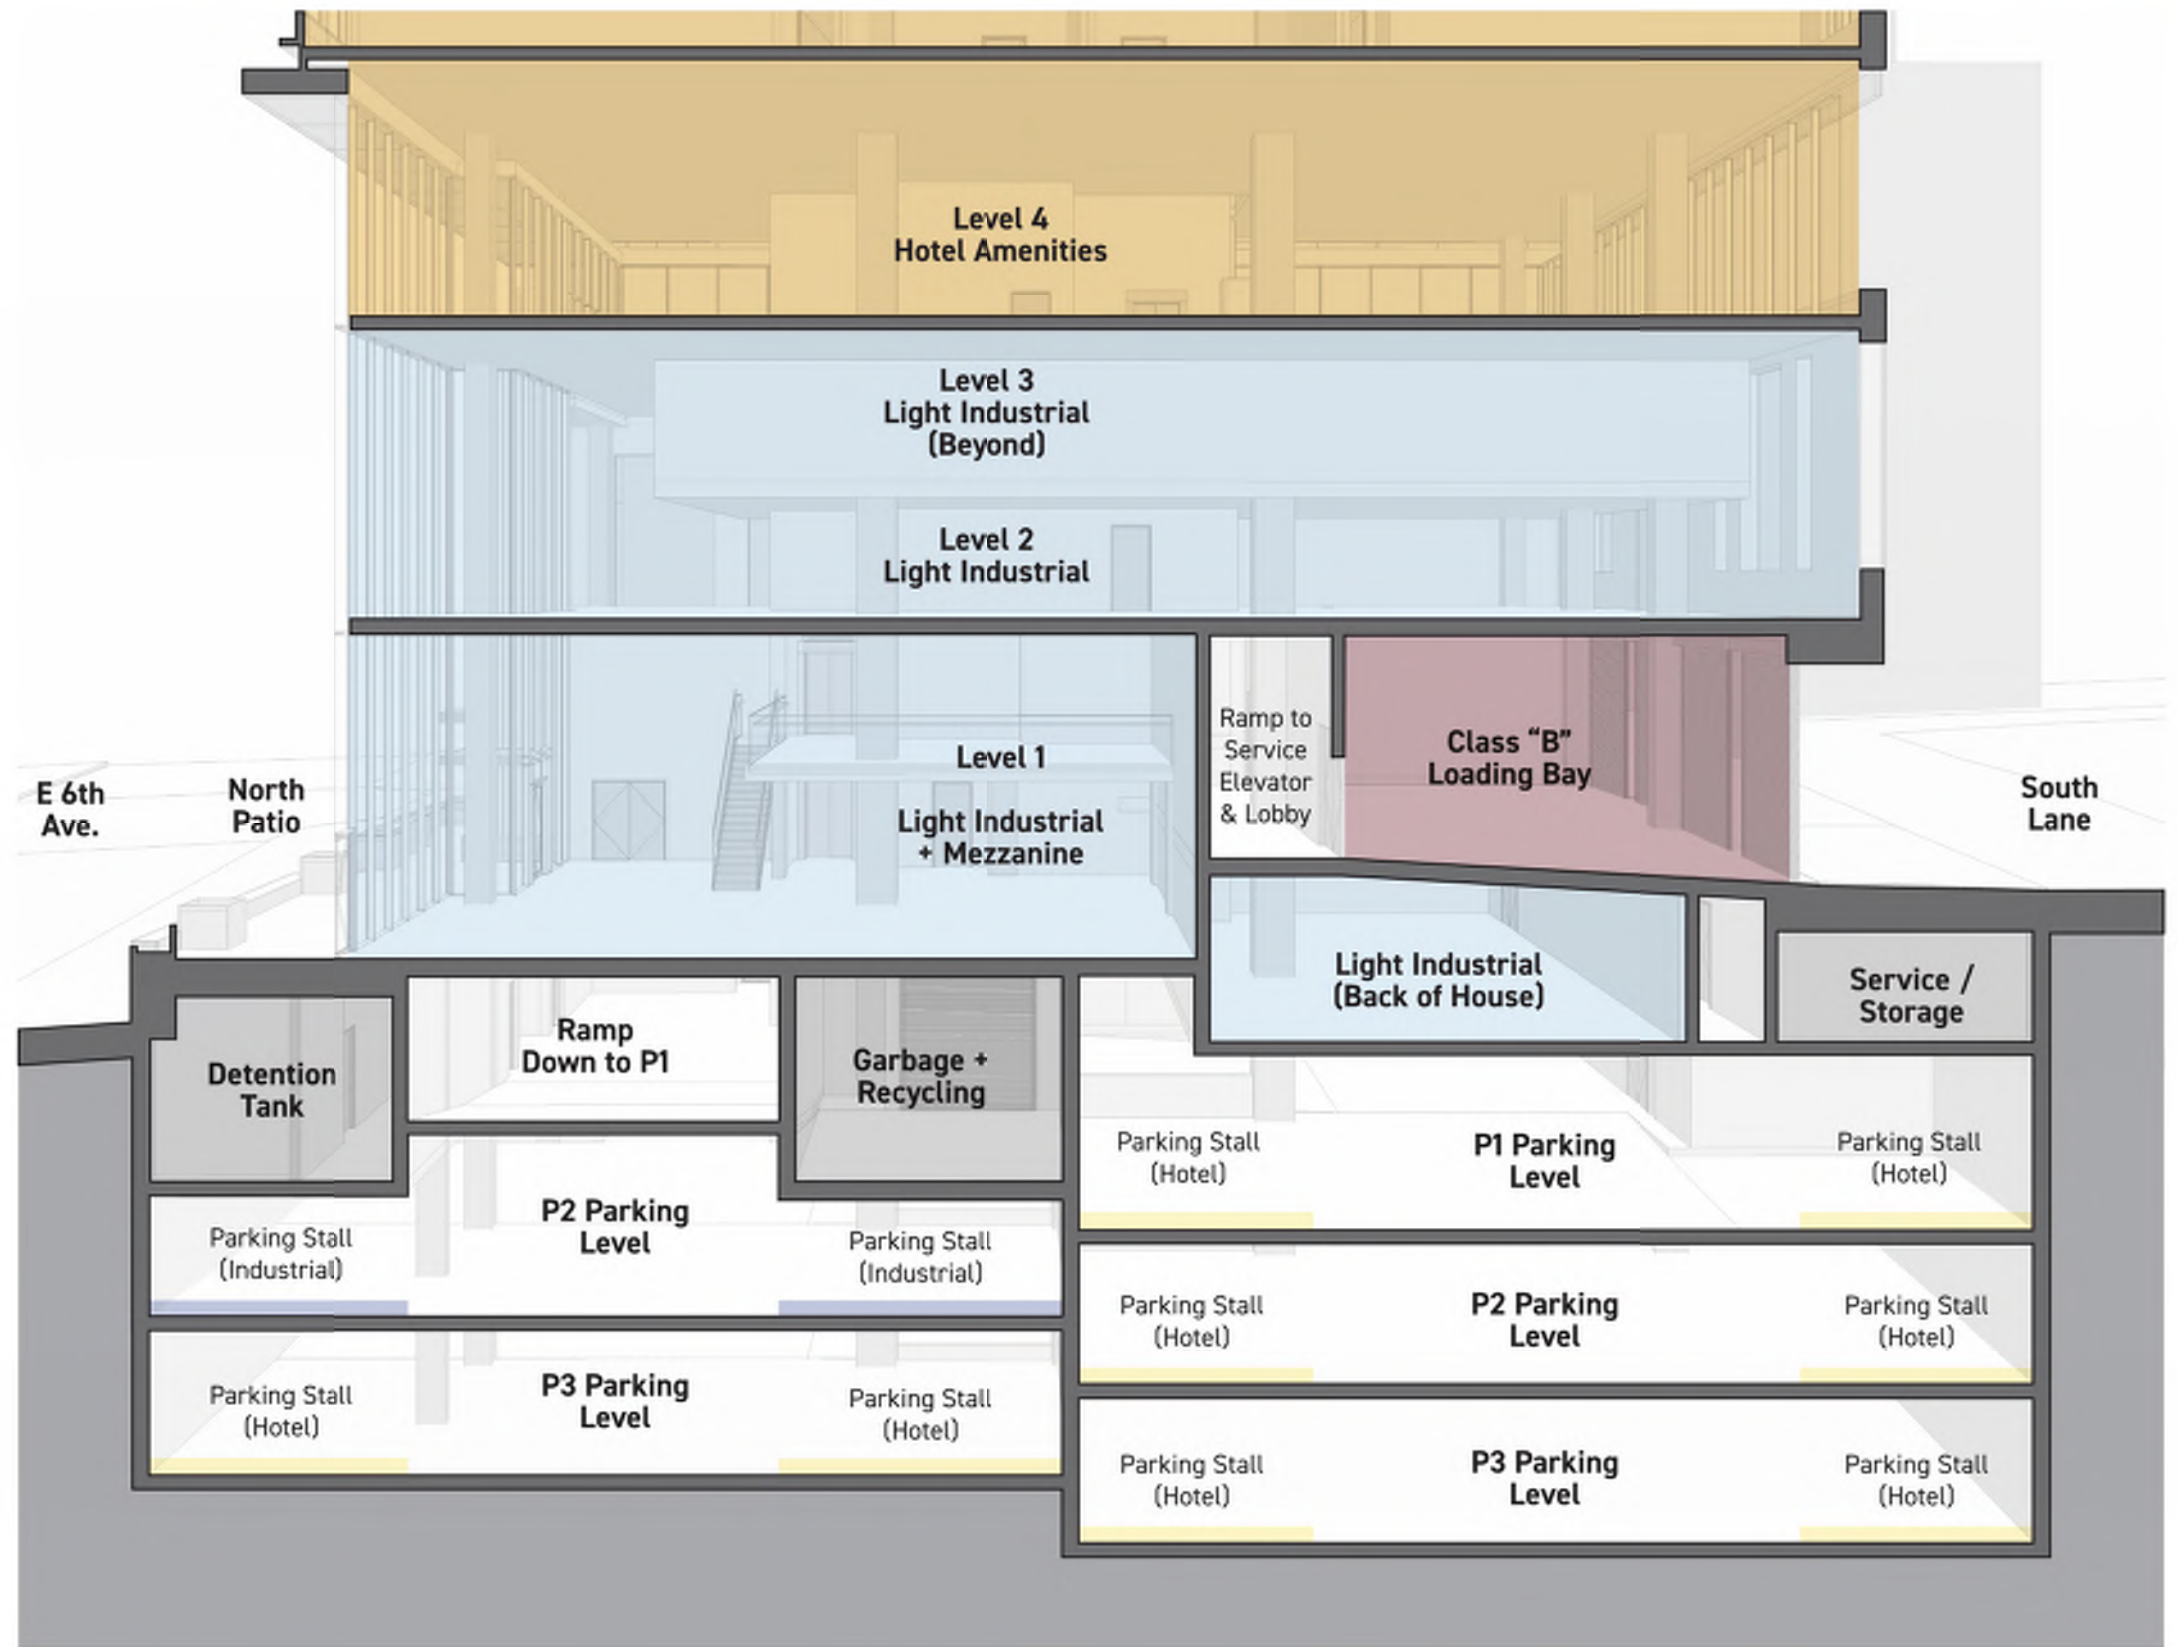 Level 4
Hotel Amenities
Level 3
Light Industrial
(Beyond)
Level 2
Light Industrial
E 6th
Ave.
North
Patio
Level 1
Light Industrial
+ Mezzanine
Ramp to
Service
Elevator
& Lobby
Class “B”
Loading Bay
South
Lane
Light Industrial
(Back of House)
Service /
Storage
Detention
Tank
Ramp
Down to P1
Garbage +
Recycling
Parking Stall
(Hotel)
P1 Parking
Level
Parking Stall
(Hotel)
Parking Stall
(Industrial)
P2 Parking
Level
Parking Stall
(Industrial)
Parking Stall
(Hotel)
P2 Parking
Level
Parking Stall
(Hotel)
Parking Stall
(Hotel)
P3 Parking
Level
Parking Stall
(Hotel)
Parking Stall
(Hotel)
P3 Parking
Level
Parking Stall
(Hotel)